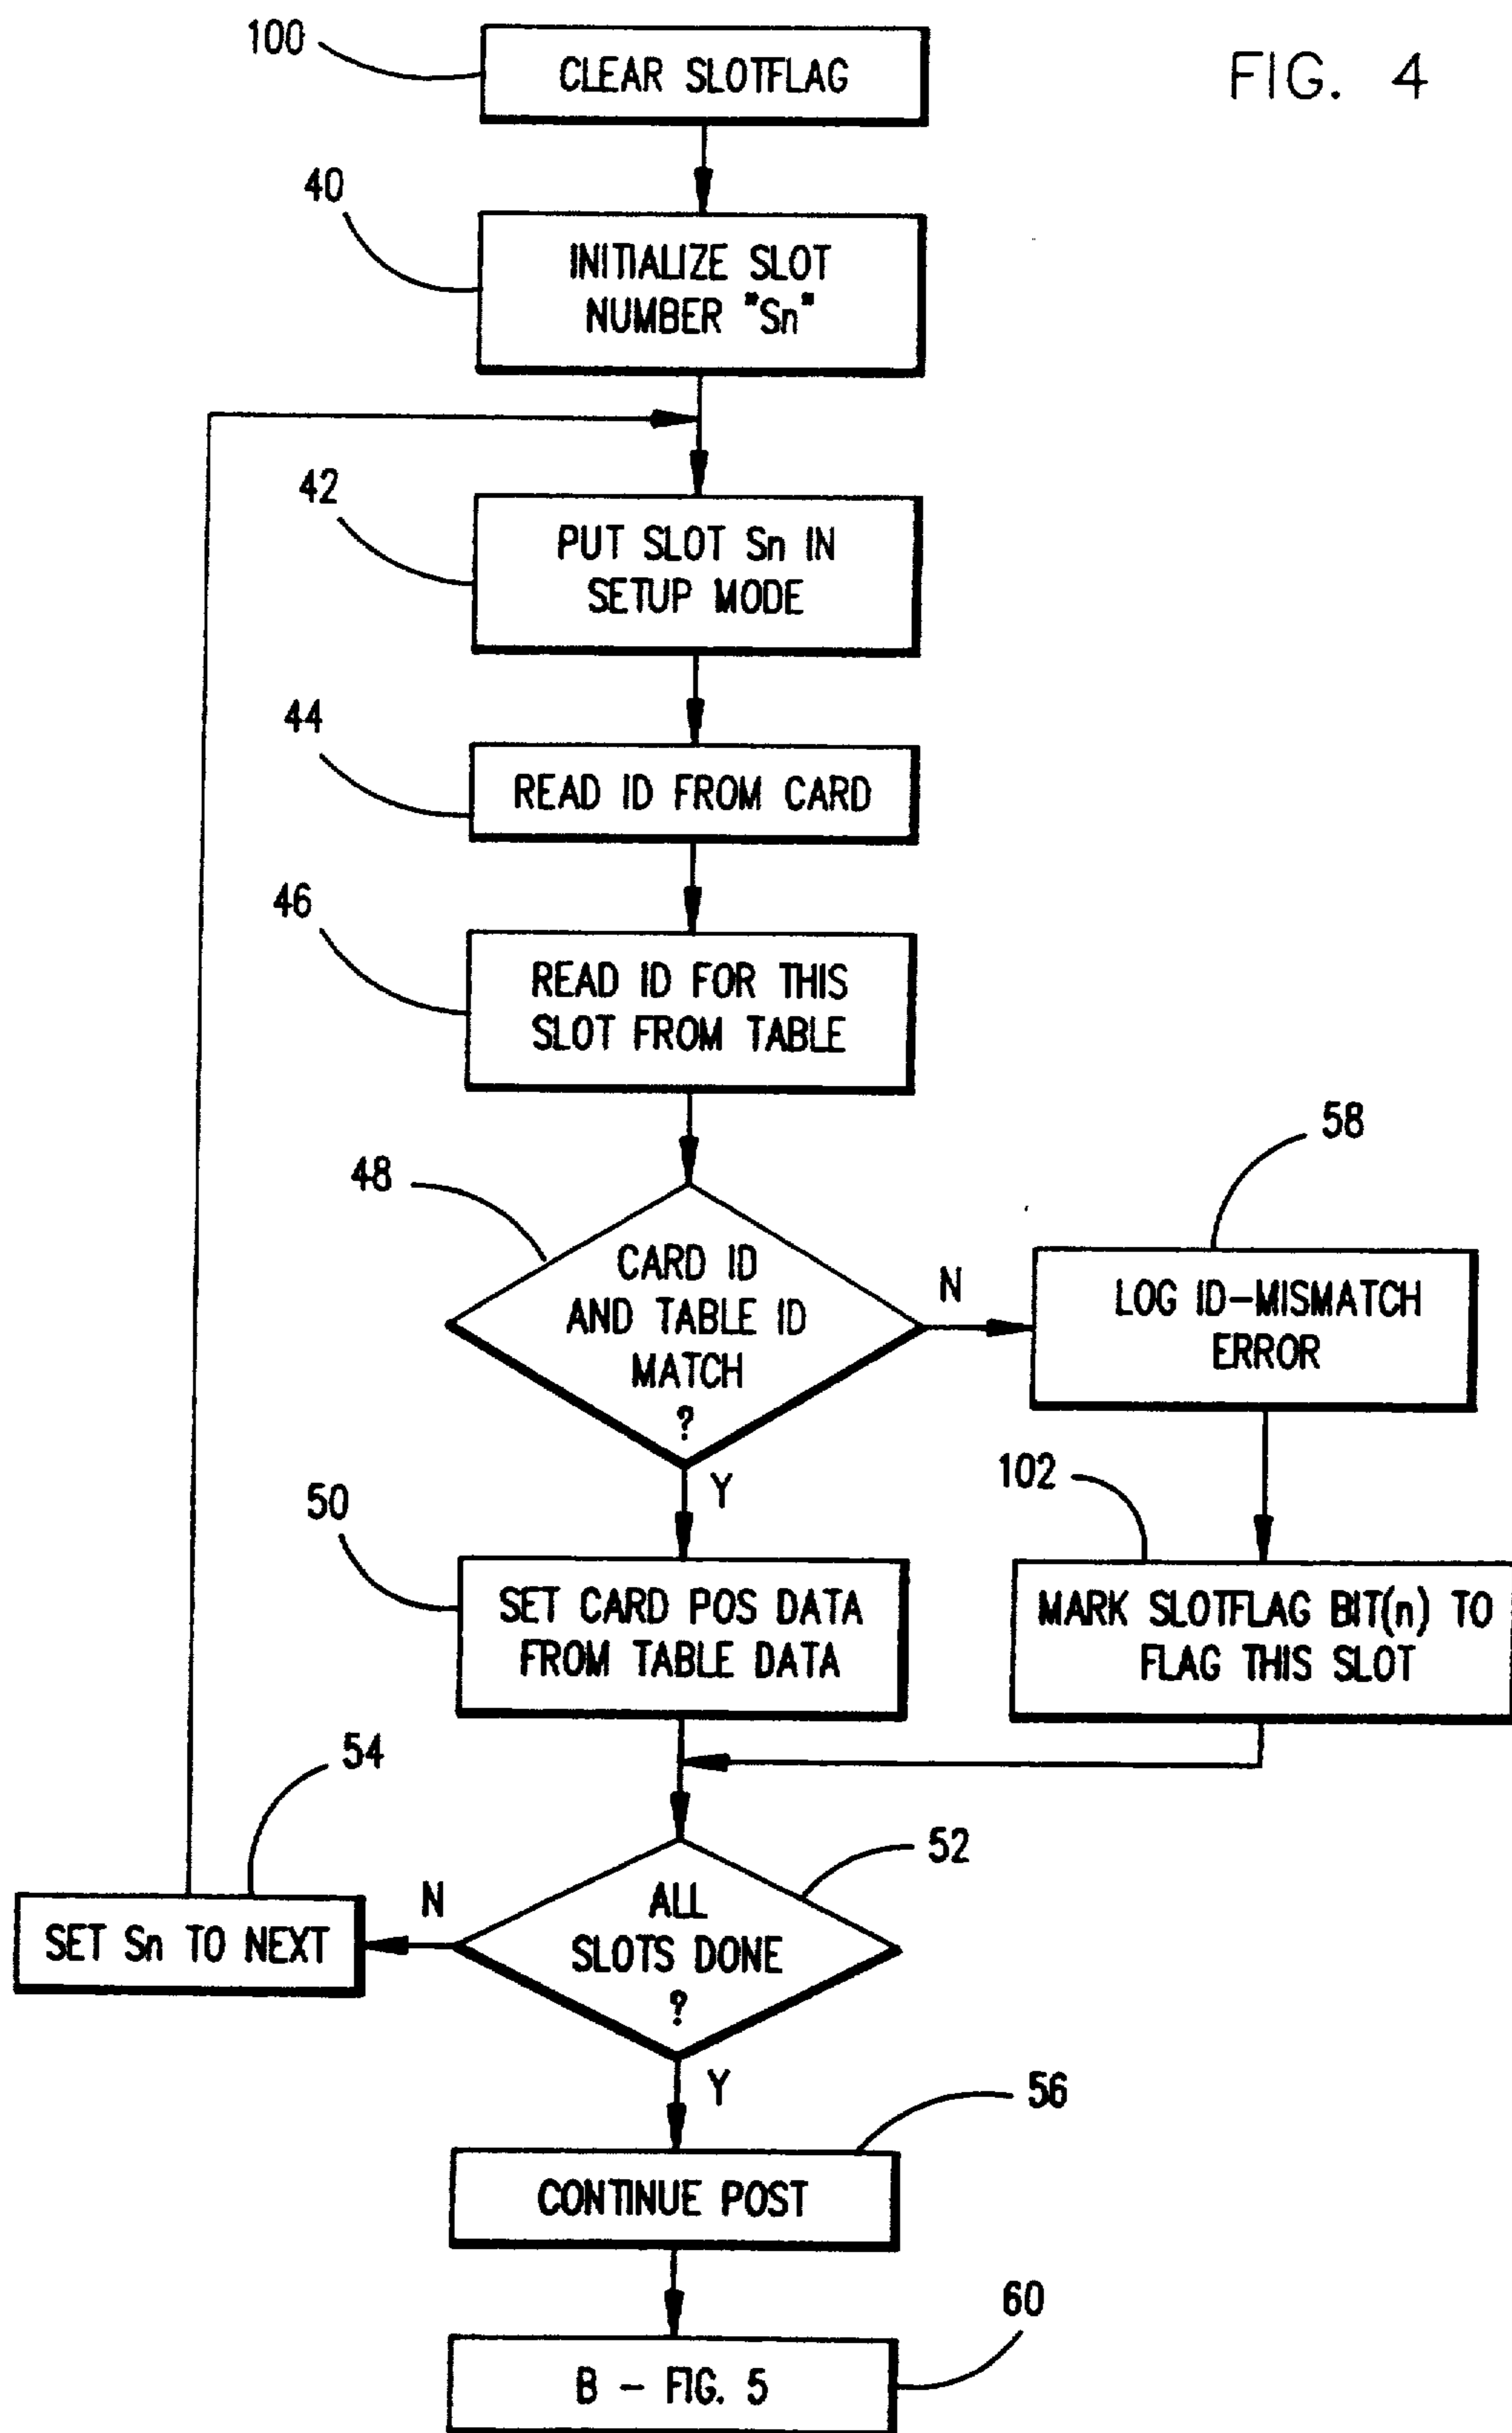 FIG. 4
100
CLEAR SLOTFLAG
40
INITIALIZE SLOT
NUMBER "Sn"
42
PUT SLOT Sn IN
SETUP MODE
44
READ ID FROM CARD
46
READ ID FOR THIS
SLOT FROM TABLE
48
CARD ID
AND TABLE ID
MATCH
?
N
Y
58
LOG ID-MISMATCH
ERROR
102
MARK SLOTFLAG BIT(n) TO
FLAG THIS SLOT
50
SET CARD POS DATA
FROM TABLE DATA
52
ALL
SLOTS DONE
?
N
Y
54
SET Sn TO NEXT
56
CONTINUE POST
60
B - FIG. 5